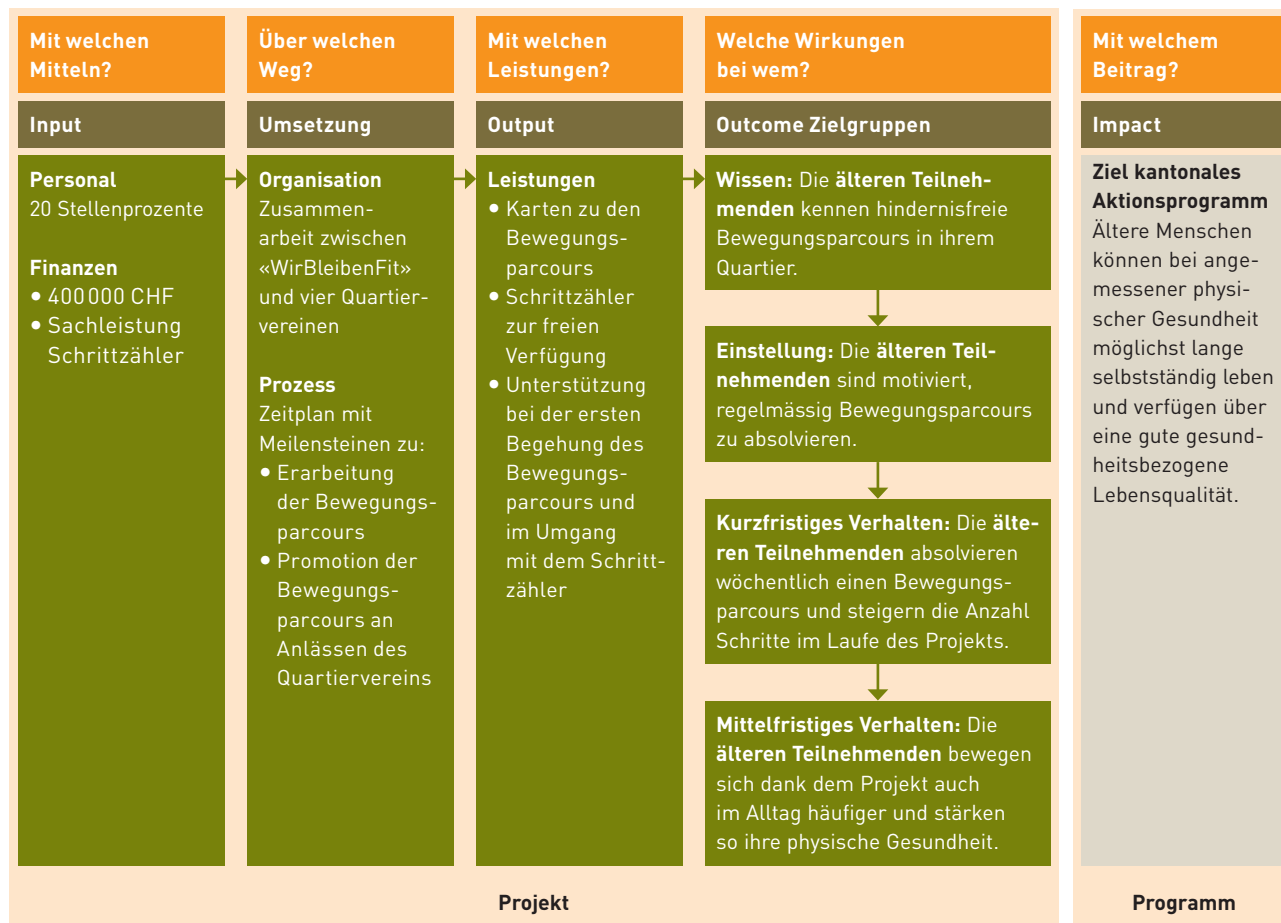 Mit welchen
Mitteln?
Input
Personal
20 Stellenprozente
Finanzen
• 400 000 CHF
• Sachleistung
Schrittzähler
Über welchen
Weg?
Umsetzung
Organisation
Zusammen-
arbeit zwischen
«WirBleibenFit»
und vier Quartier-
vereinen
Prozess
Zeitplan mit
Meilensteinen zu:
• Erarbeitung
der Bewegungs-
parcours
• Promotion der
Bewegungs-
parcours an
Anlässen des
Quartiervereins
Mit welchen
Leistungen?
Output
Leistungen
• Karten zu den
Bewegungs-
parcours
• Schrittzähler
zur freien
Verfügung
• Unterstützung
bei der ersten
Begehung des
Bewegungs-
parcours und
im Umgang
mit dem Schritt-
zähler
Welche Wirkungen
bei wem?
Outcome Zielgruppen
Wissen: Die älteren Teilneh-
menden kennen hindernisfreie
Bewegungsparcours in ihrem
Quartier.
Einstellung: Die älteren Teil-
nehmenden sind motiviert,
regelmässig Bewegungsparcours
zu absolvieren.
Kurzfristiges Verhalten: Die älte-
ren Teilnehmenden absolvieren
wöchentlich einen Bewegungs-
parcours und steigern die Anzahl
Schritte im Laufe des Projekts.
Mittelfristiges Verhalten: Die
älteren Teilnehmenden bewegen
sich dank dem Projekt auch
im Alltag häufiger und stärken
so ihre physische Gesundheit.
Projekt
Mit welchem
Beitrag?
Impact
Ziel kantonales
Aktionsprogramm
Ältere Menschen
können bei ange-
messener physi-
scher Gesundheit
möglichst lange
selbstständig leben
und verfügen über
eine gute gesund-
heitsbezogene
Lebensqualität.
Programm